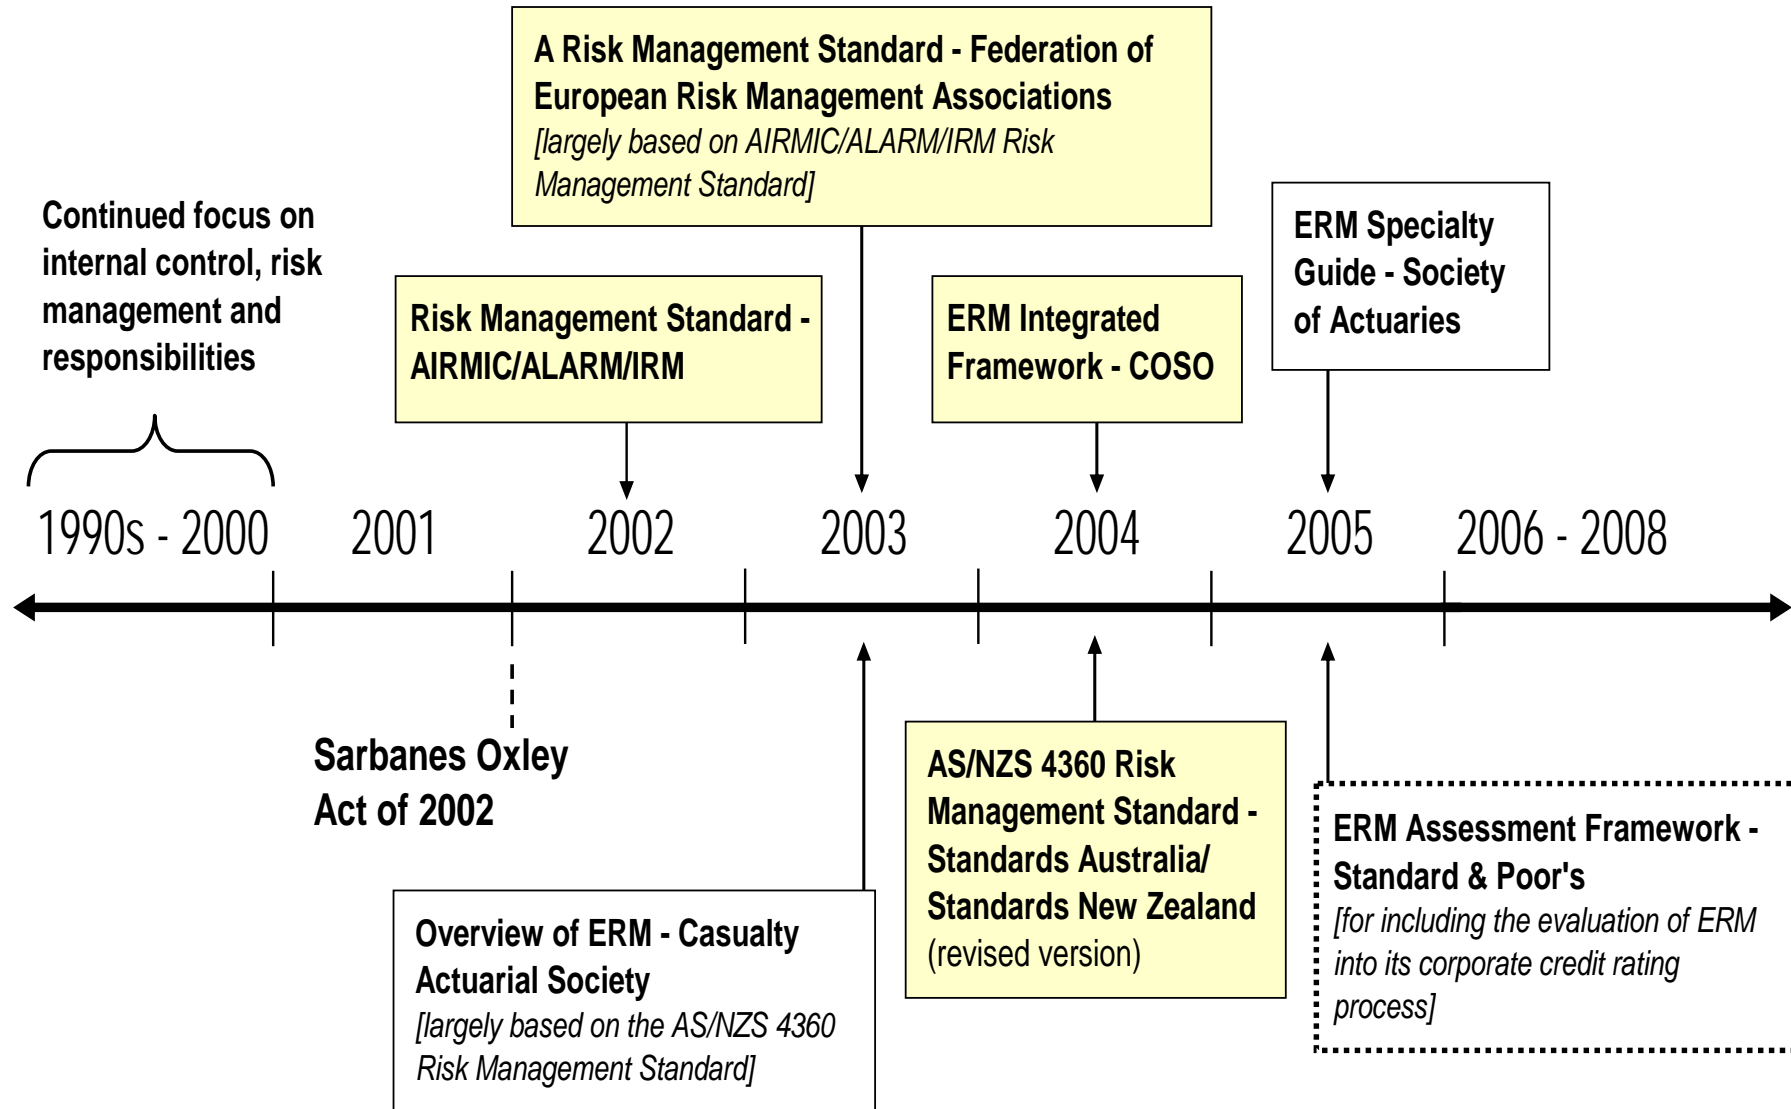 A Risk Management Standard - Federation of
European Risk Management Associations
[largely based on AIRMIC/ALARM/IRM Risk
Management Standard]
Continued focus on
internal control, risk
management and
responsibilities
Risk Management Standard -
AIRMIC/ALARM/IRM
ERM Integrated
Framework - COSO
ERM Specialty
Guide - Society
of Actuaries
1990s - 2000 2001 2002 2003 2004 2005 2006 - 2008
Sarbanes Oxley
Act of 2002
Overview of ERM - Casualty
Actuarial Society
[largely based on the AS/NZS 4360
Risk Management Standard]
AS/NZS 4360 Risk
Management Standard -
Standards Australia/
Standards New Zealand
(revised version)
ERM Assessment Framework -
Standard & Poor's
[for including the evaluation of ERM
into its corporate credit rating
process]